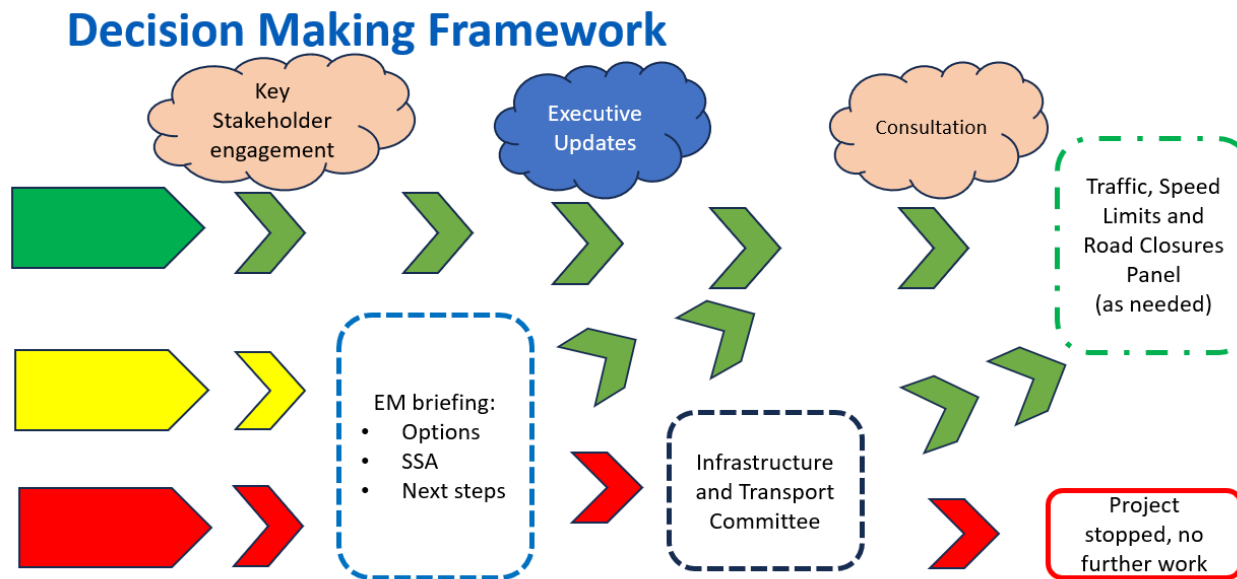 Decision Making Framework
Key
Stakeholder
engagement
Executive
Updates
Consultation
Traffic, Speed
Limits and
Road Closures
Panel
(as needed)
EM briefing:
• Options
• SSA
• Next steps
Infrastructure
and Transport
Committee
Project
stopped, no
further work